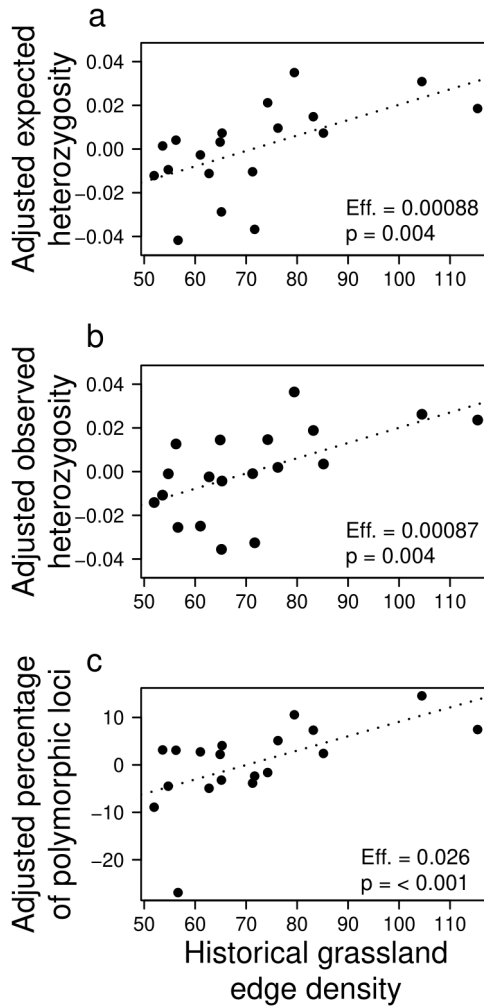 a
Adjusted expected
heterozygosity
0.04
0.02
0.00
−0.02
−0.04
Eff. = 0.00088
p = 0.004
50 60 70 80 90 100 110
b
Adjusted observed
heterozygosity
0.04
0.02
0.00
−0.02
−0.04
Eff. = 0.00087
p = 0.004
50 60 70 80 90 100 110
c
Adjusted percentage
of polymorphic loci
10
0
−10
−20
Eff. = 0.026
p = < 0.001
50 60 70 80 90 100 110
Historical grassland
edge density